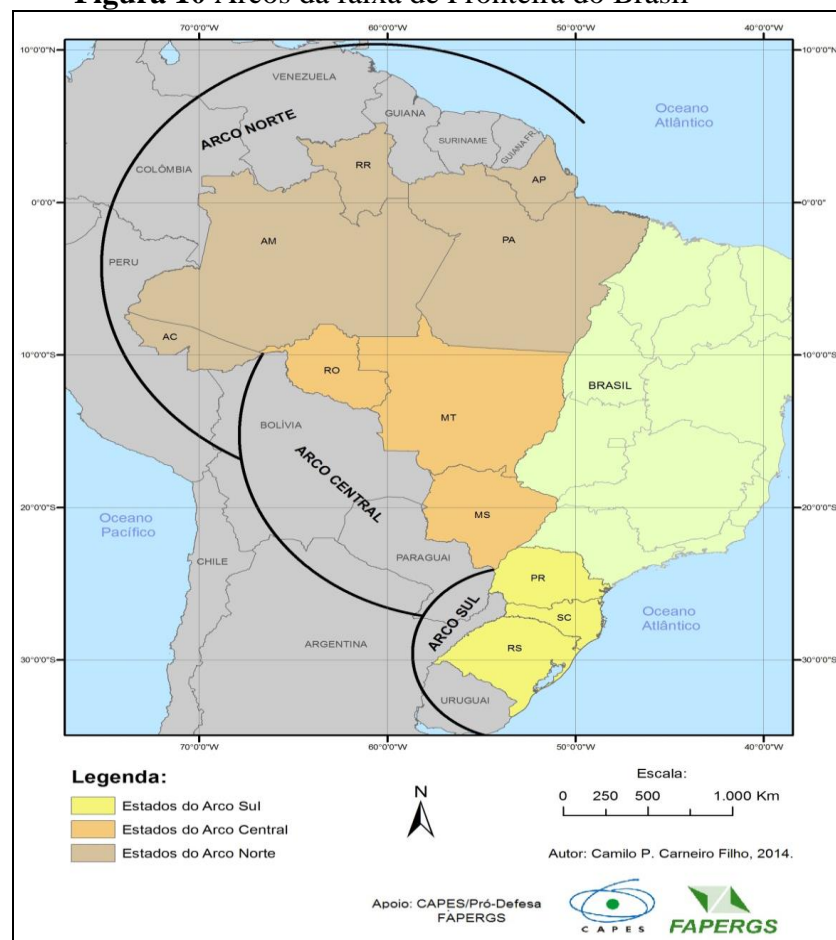 Figura 10 Arcos da faixa de Fronteira do Brasil
70°0'0"W 60°0'0"W 50°0'0"W 40°0'0"W
10°0'0"N 10°0'0"N
VENEZUELA
Oceano
Atlântico
GUIANA
ARCO NORTE
SURINAME
GUIANA FR.
COLÔMBIA
RR
AP
0°0'0" 0°0'0"
AM
PA
PERU
AC
10°0'0"S 10°0'0"S
RO
BRASIL
MT
BOLÍVIA
ARCO CENTRAL
20°0'0"S 20°0'0"S
MS
Oceano
Pacífico
PARAGUAI
CHILE
PR
ARCO SUL
SC
Oceano
Atlântico
ARGENTINA
RS
30°0'0"S 30°0'0"S
URUGUAI
70°0'0"W 60°0'0"W 50°0'0"W 40°0'0"W
Legenda:
Estados do Arco Sul
Estados do Arco Central
Estados do Arco Norte
N
Escala:
0 250 500 1.000 Km
Autor: Camilo P. Carneiro Filho, 2014.
Apoio: CAPES/Pró-Defesa
FAPERGS
CAPES
FAPERGS